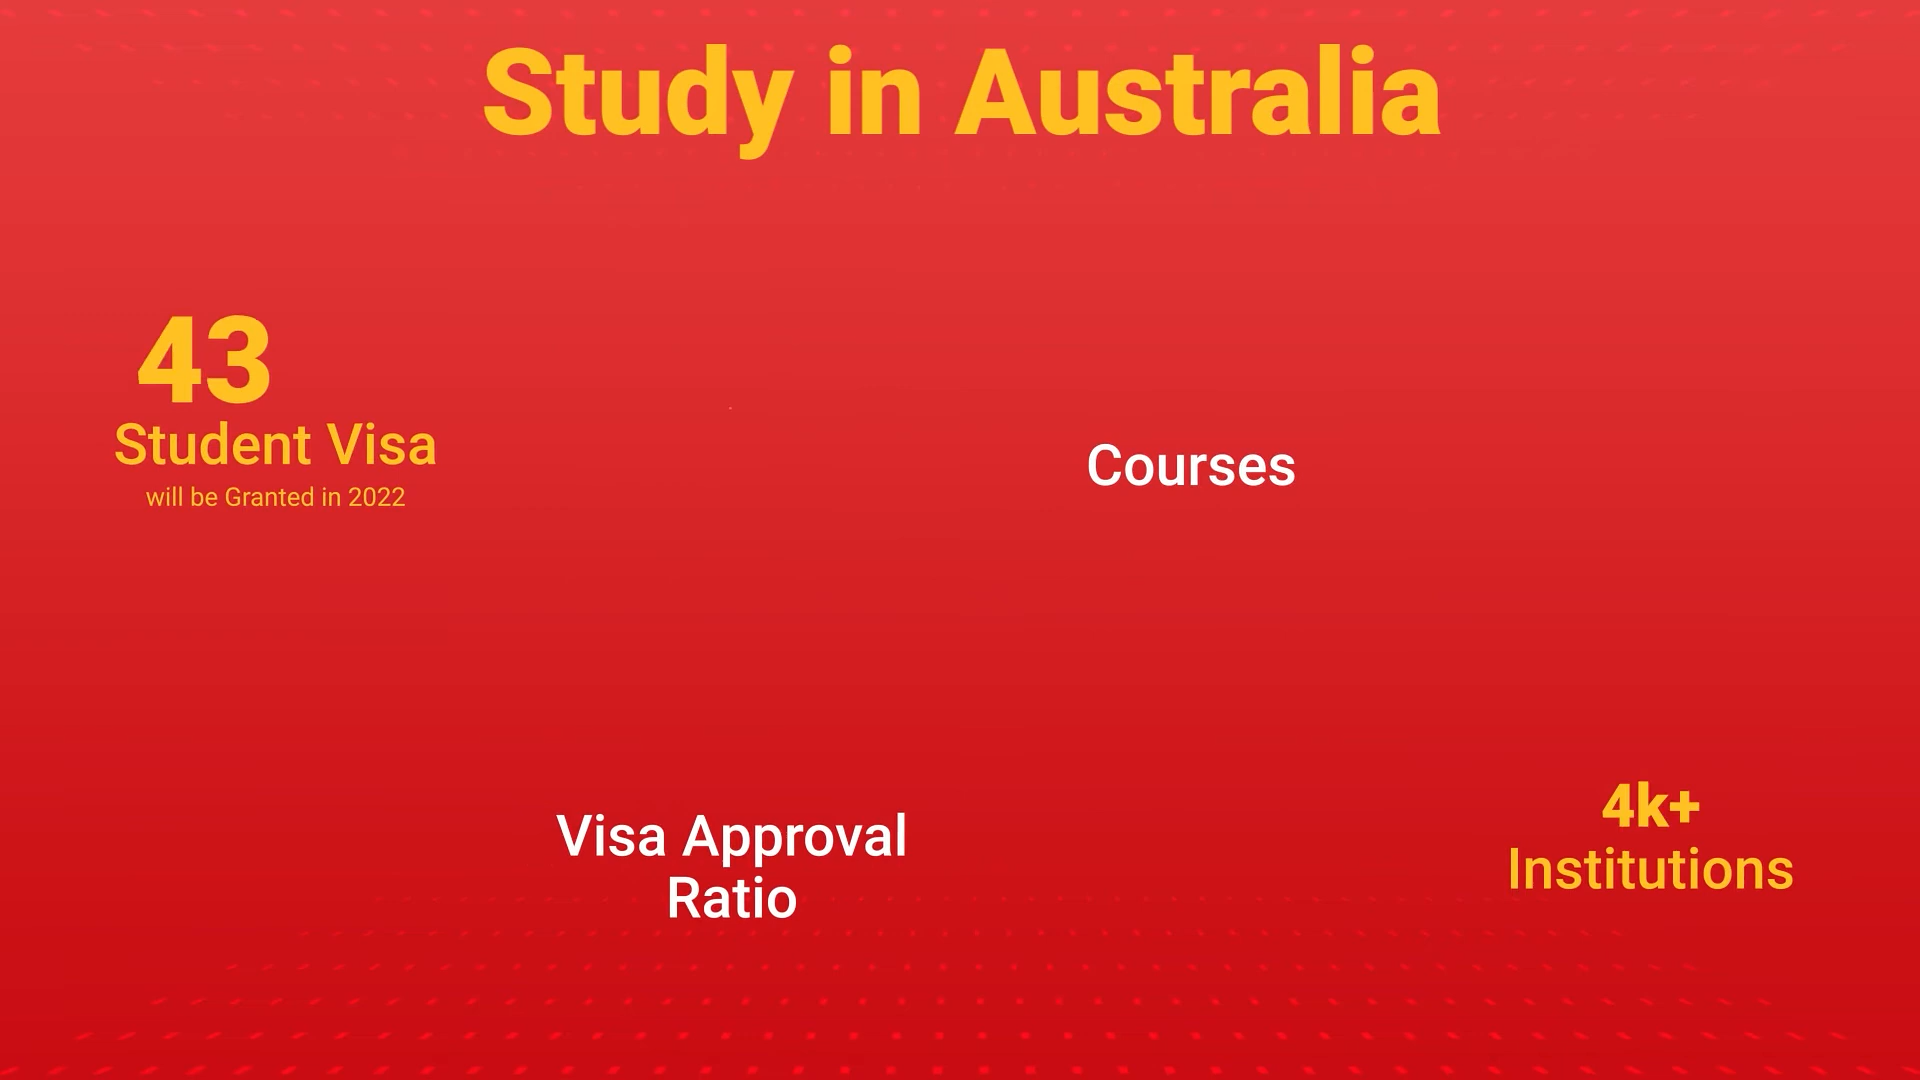 Study in Australia
43
Student Visa
will be Granted in 2022
Courses
Visa Approval
Ratio
4k+
Institutions